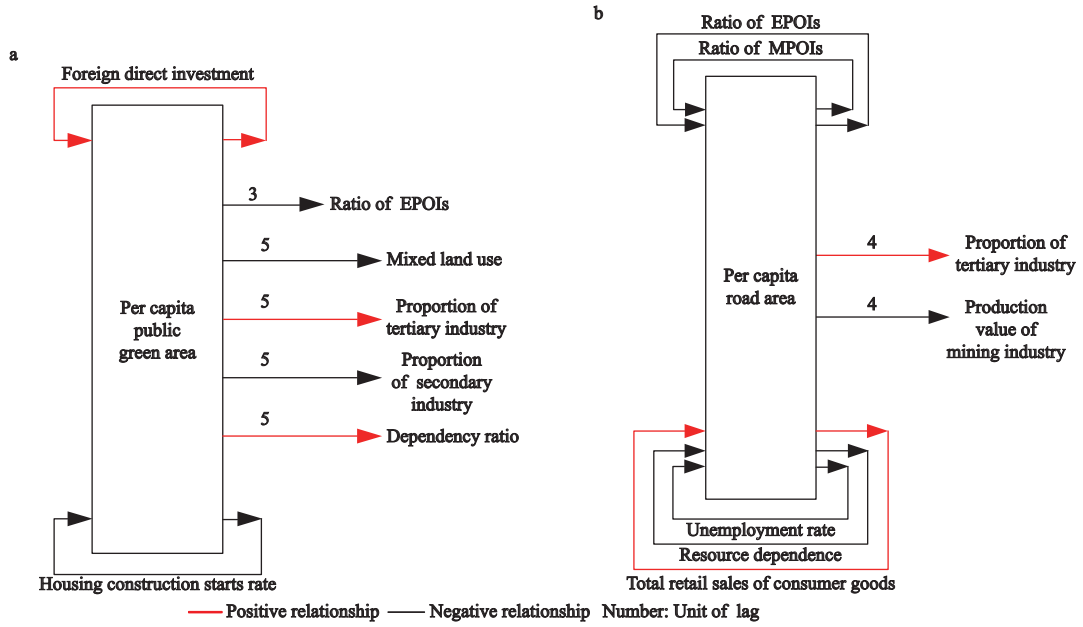 a
Foreign direct investment
3
Ratio of EPOIs
5
Mixed land use
Per capita
public
green area
5
Proportion of
tertiary industry
5
Proportion
of secondary
industry
5
Dependency ratio
Housing construction starts rate
b
Ratio of EPOIs
Ratio of MPOIs
Per capita
road area
4
Proportion of
tertiary industry
4
Production
value of
mining industry
Unemployment rate
Resource dependence
Total retail sales of consumer goods
Positive relationship Negative relationship Number: Unit of lag